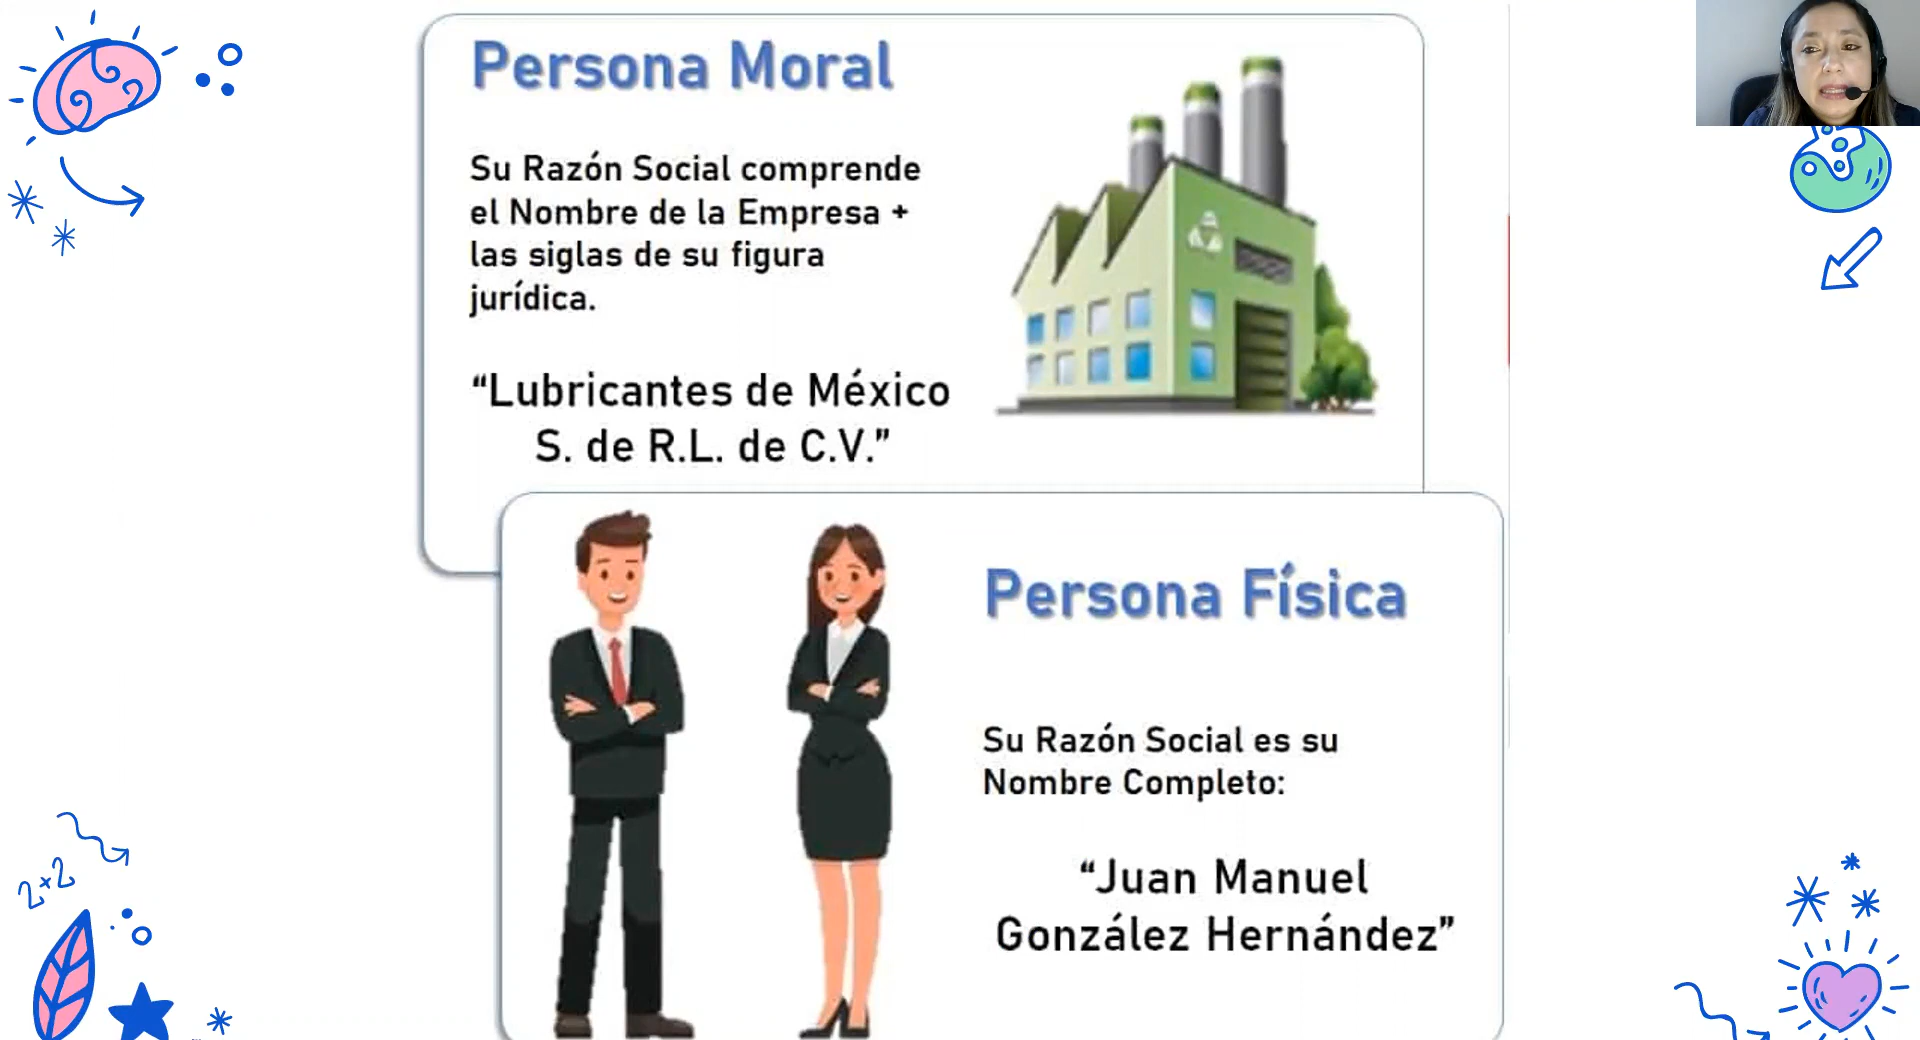 Persona Moral
Su Razón Social comprende
el Nombre de la Empresa +
las siglas de su figura
jurídica.
“Lubricantes de México
S. de R.L. de C.V.”
Persona Física
Su Razón Social es su
Nombre Completo:
“Juan Manuel
González Hernández”
2×2